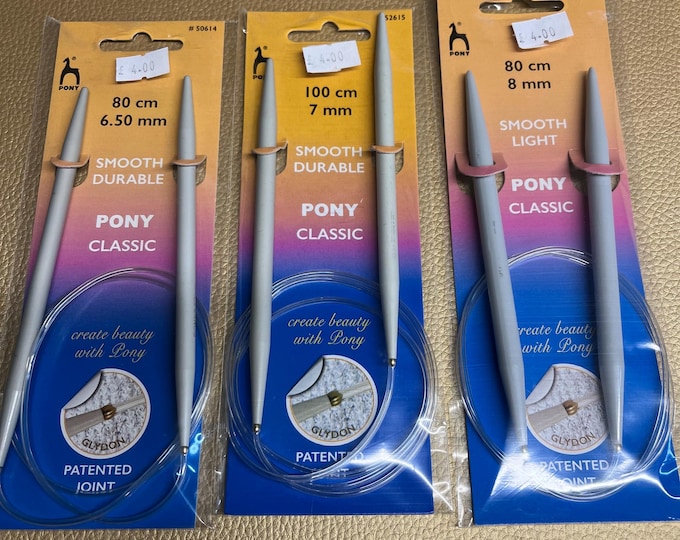 # 50614
£ 4.00
PONY
80 cm
6.50 mm
SMOOTH
DURABLE
PONY
CLASSIC
create beauty
with Pony
GLYDON
PATENTED
JOINT
52615
£ 4.00
PONY
100 cm
7 mm
SMOOTH
DURABLE
PONY
CLASSIC
create beauty
with Pony
GLYDON
PATENTED
JOINT
£ 4.00
PONY
80 cm
8 mm
SMOOTH
LIGHT
PONY
CLASSIC
create beauty
with Pony
GLYDON
PATENTED
JOINT